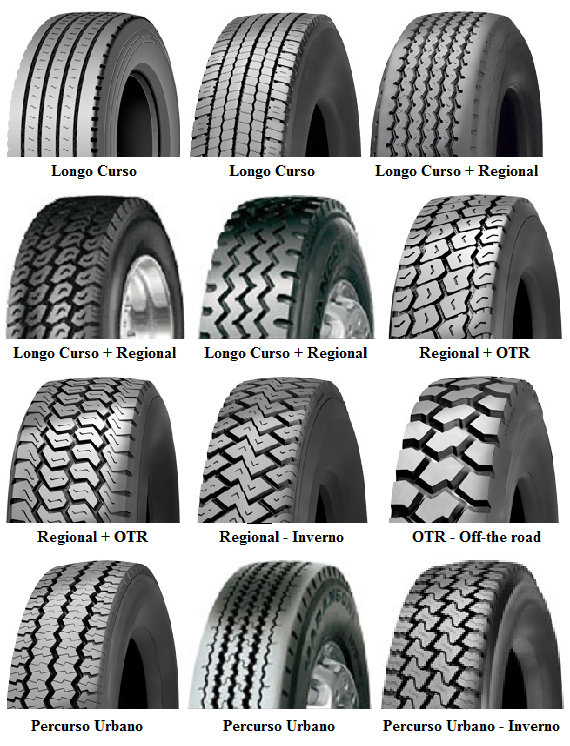 Longo Curso
Longo Curso
Longo Curso + Regional
Longo Curso + Regional
Longo Curso + Regional
Regional + OTR
Regional + OTR
Regional - Inverno
OTR - Off-the road
Percurso Urbano
Percurso Urbano
Percurso Urbano - Inverno